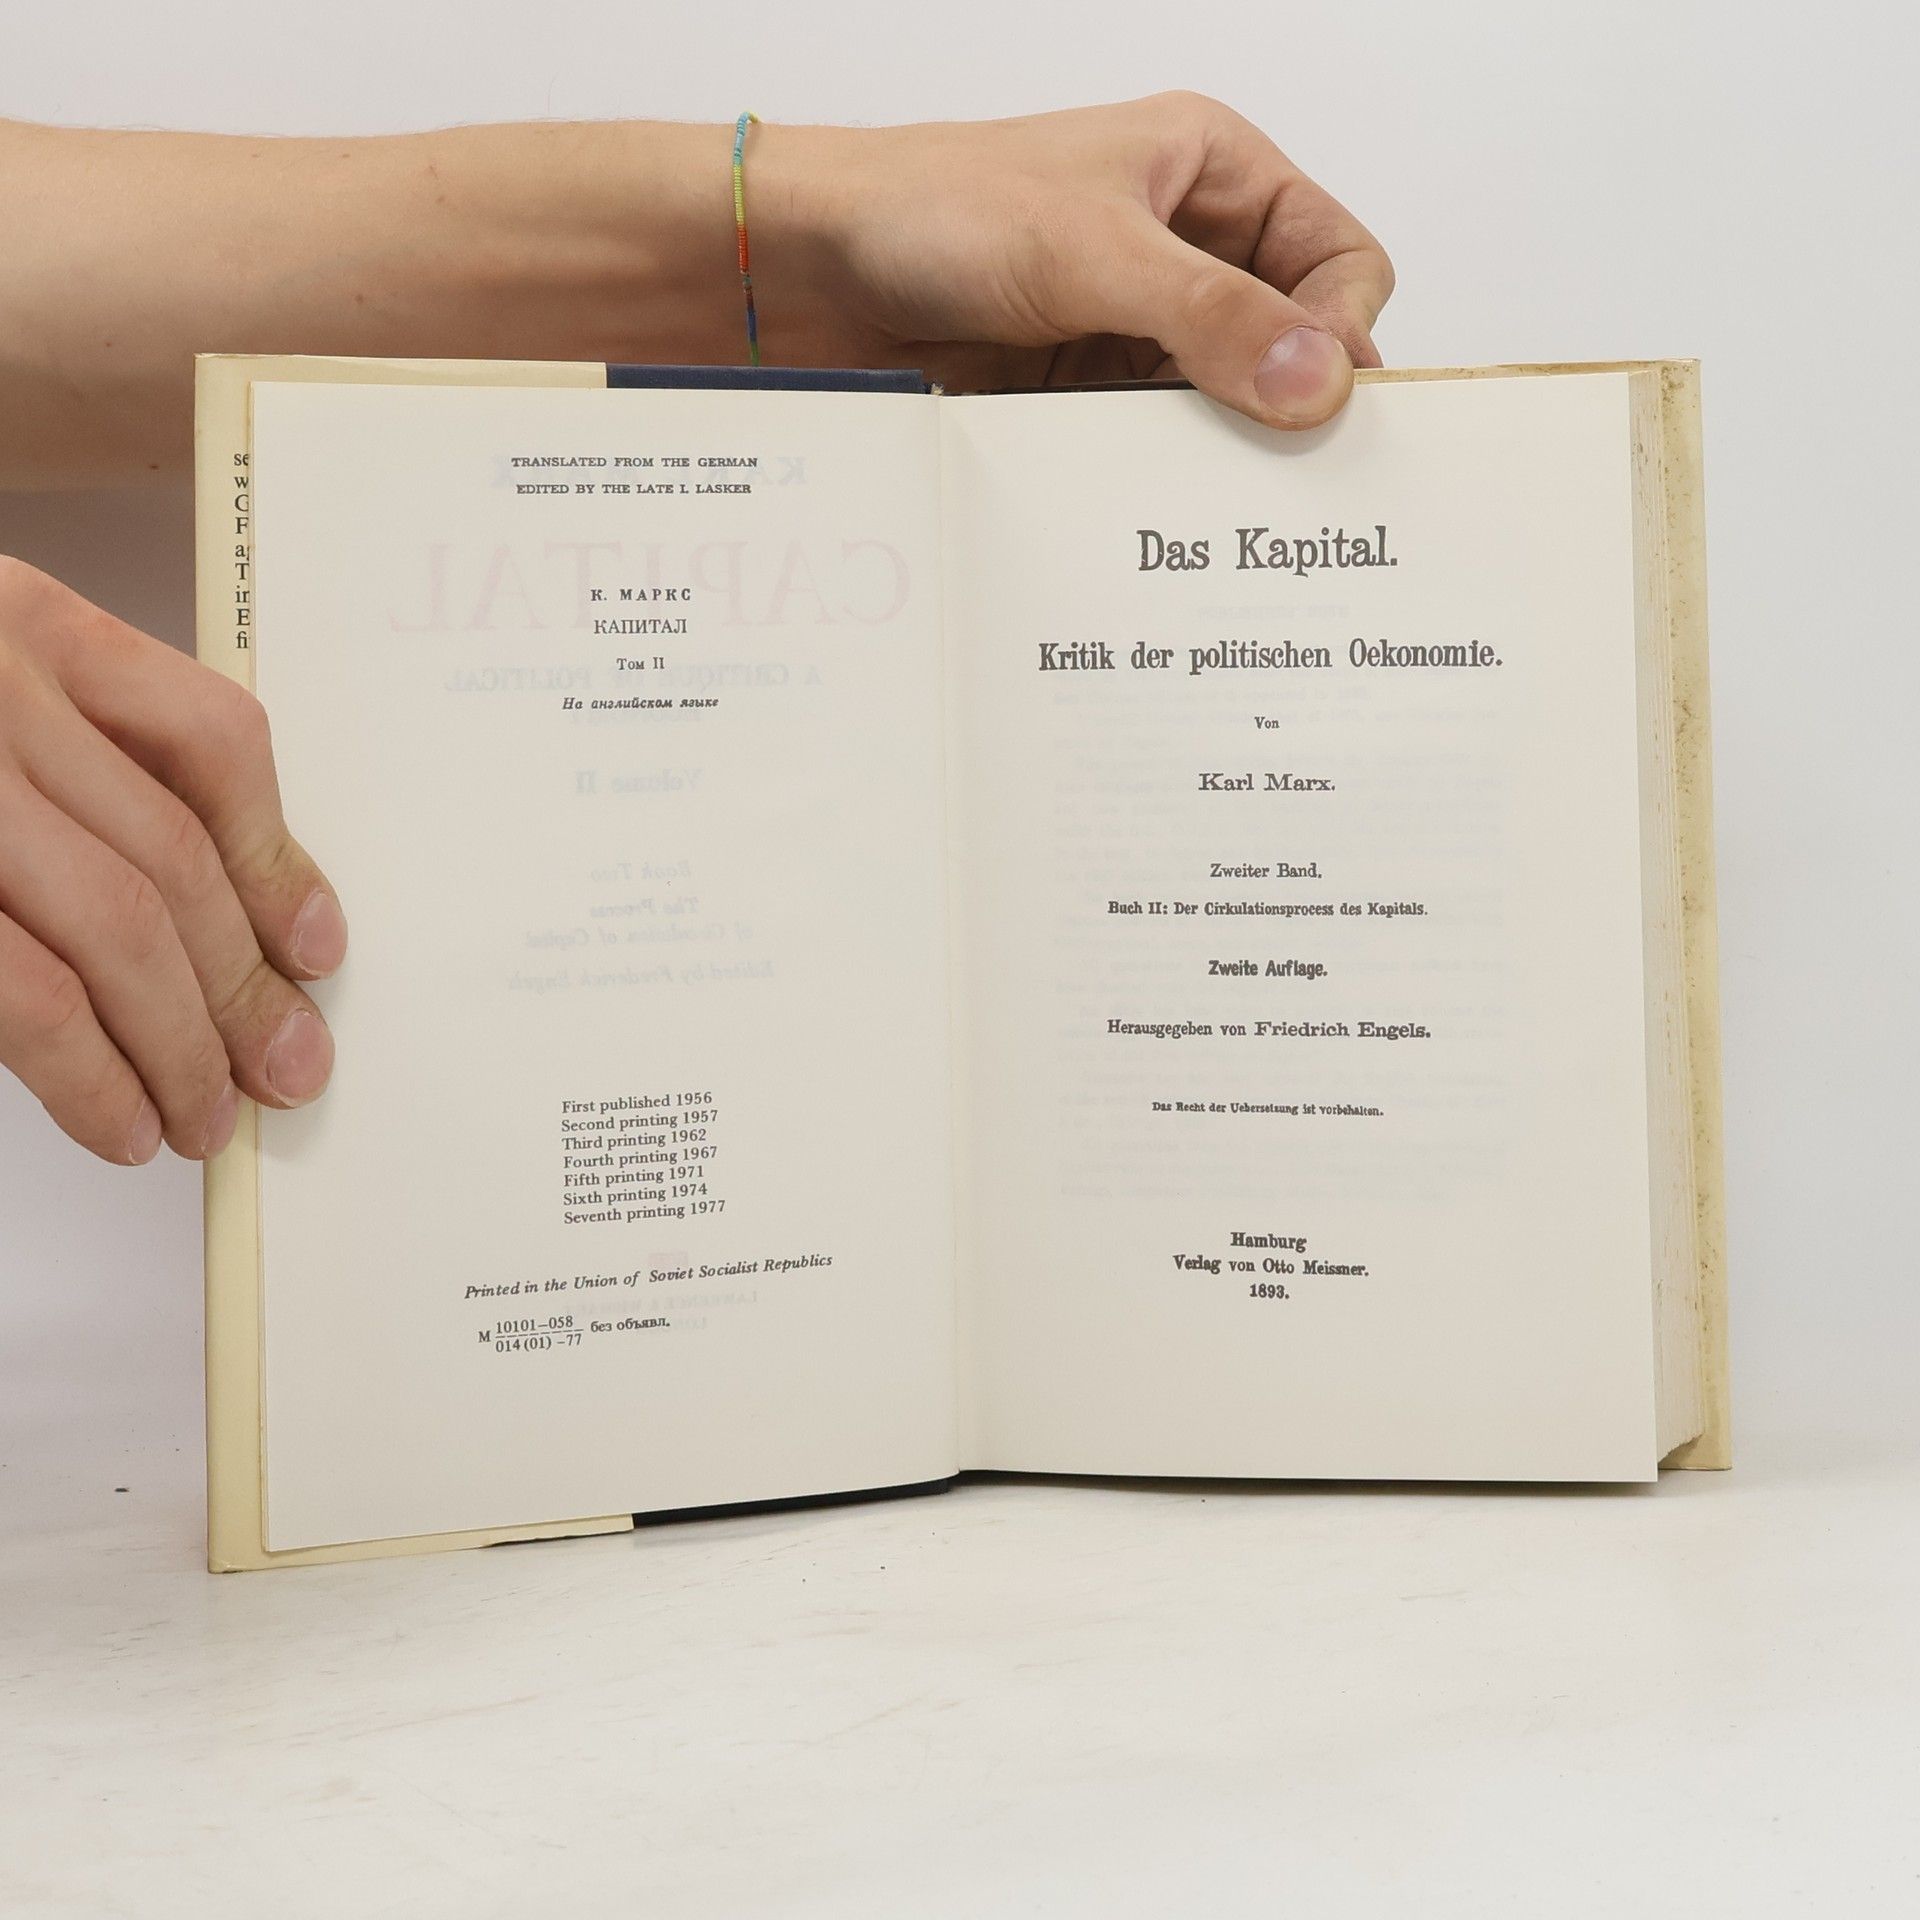 TRANSLATED FROM THE GERMAN
EDITED BY THE LATE I. LASKER
К. МАРКС
КАПИТАЛ
Том II
На английском языке
First published 1956
Second printing 1957
Third printing 1962
Fourth printing 1967
Fifth printing 1971
Sixth printing 1974
Seventh printing 1977
Printed in the Union of Soviet Socialist Republics
М 10101–058
014(01)–77 без объявл.
Das Kapital.
Kritik der politischen Oekonomie.
Von
Karl Marx.
Zweiter Band.
Buch II: Der Cirkulationsprocess des Kapitals.
Zweite Auflage.
Herausgegeben von Friedrich Engels.
Das Recht der Uebersetzung ist vorbehalten.
Hamburg
Verlag von Otto Meissner.
1893.